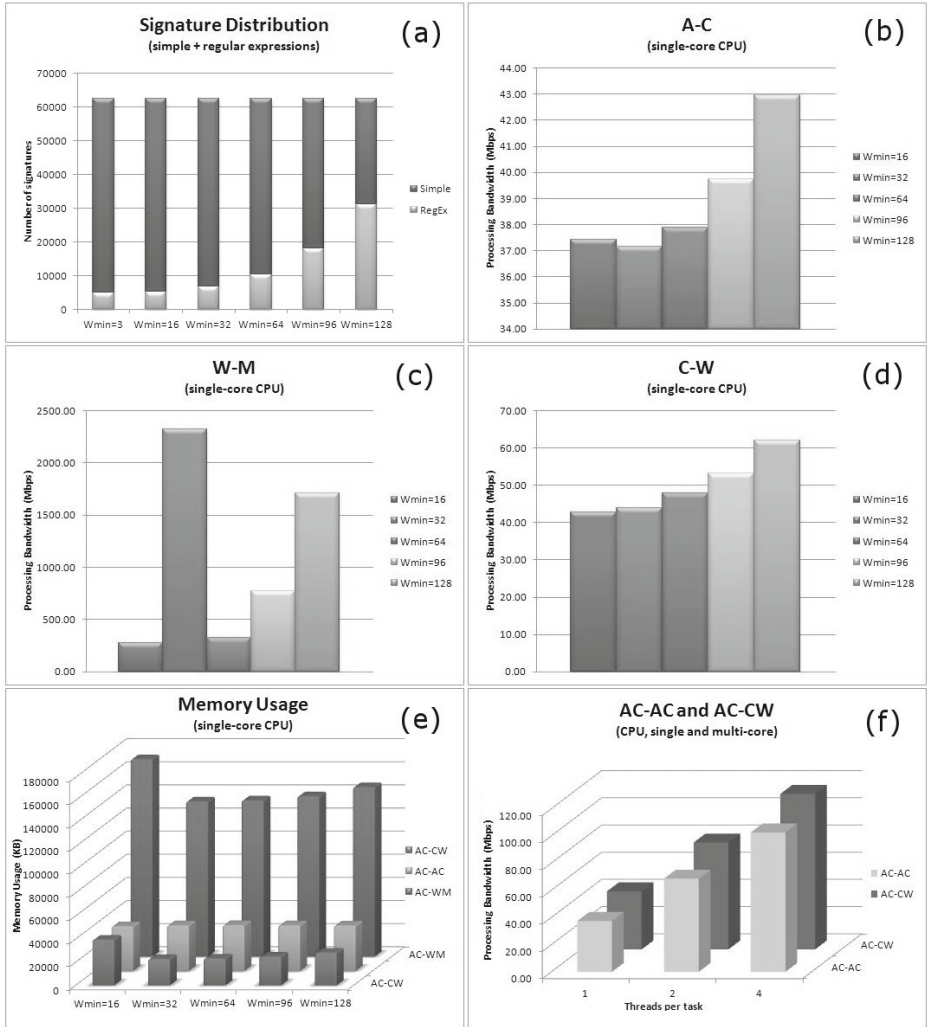 Signature Distribution
(simple + regular expressions)
(a)
Number of signatures
70000
60000
50000
40000
30000
20000
10000
0
Wmin=3 Wmin=16 Wmin=32 Wmin=64 Wmin=96 Wmin=128
Simple
RegEx
A-C
(single-core CPU)
(b)
Processing Bandwidth (Mbps)
44.00
43.00
42.00
41.00
40.00
39.00
38.00
37.00
36.00
35.00
34.00
Wmin=16
Wmin=32
Wmin=64
Wmin=96
Wmin=128
W-M
(single-core CPU)
(c)
Processing Bandwidth (Mbps)
2500.00
2000.00
1500.00
1000.00
500.00
0.00
Wmin=16
Wmin=32
Wmin=64
Wmin=96
Wmin=128
C-W
(single-core CPU)
(d)
Processing Bandwidth (Mbps)
70.00
60.00
50.00
40.00
30.00
20.00
10.00
0.00
Wmin=16
Wmin=32
Wmin=64
Wmin=96
Wmin=128
Memory Usage
(single-core CPU)
(e)
Memory Usage (KB)
180000
160000
140000
120000
100000
80000
60000
40000
20000
0
Wmin=16 Wmin=32 Wmin=64 Wmin=96 Wmin=128
AC-WM
AC-CW
AC-CW
AC-AC
AC-WM
AC-AC and AC-CW
(CPU, single and multi-core)
(f)
Processing Bandwidth (Mbps)
120.00
100.00
80.00
60.00
40.00
20.00
0.00
1 2 4
Threads per task
AC-CW
AC-AC
AC-AC
AC-CW